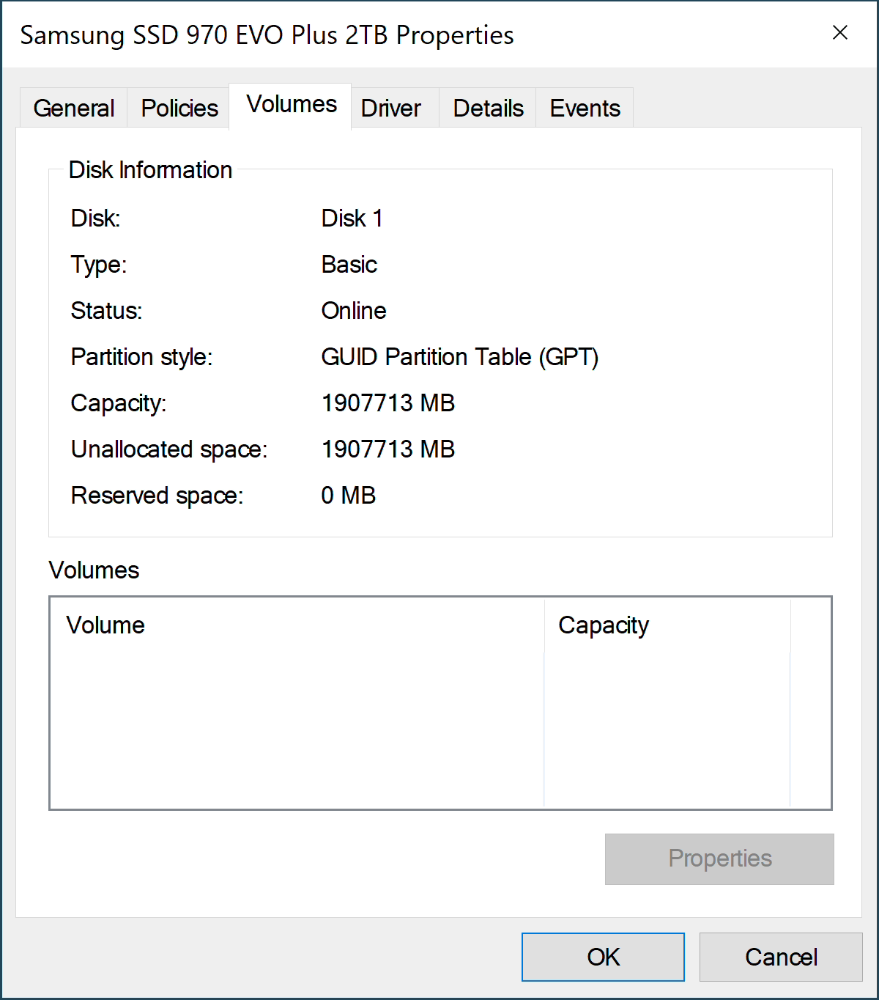 Samsung SSD 970 EVO Plus 2TB Properties
General Policies Volumes Driver Details Events
Disk Information
Disk: Disk 1
Type: Basic
Status: Online
Partition style: GUID Partition Table (GPT)
Capacity: 1907713 MB
Unallocated space: 1907713 MB
Reserved space: 0 MB
Volumes
Volume Capacity
Properties
OK Cancel